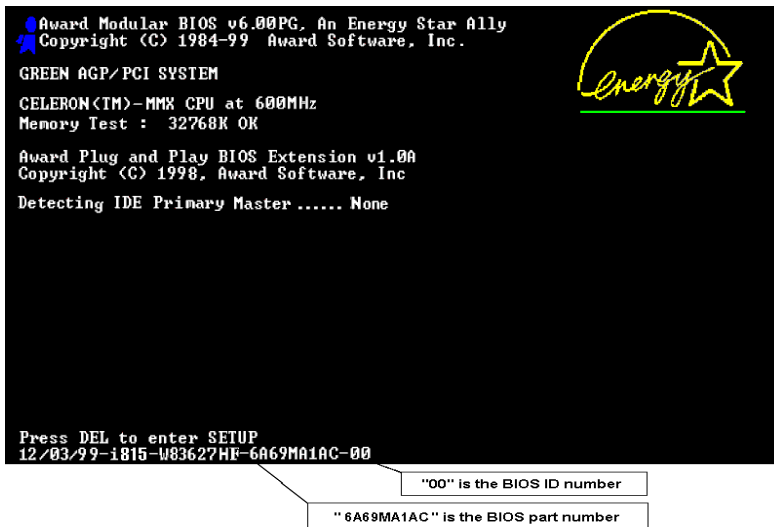 Award Modular BIOS v6.00PG, An Energy Star Ally
Copyright (C) 1984-99 Award Software, Inc.
energy
GREEN AGP/PCI SYSTEM
CELERON(TM)-MMX CPU at 600MHz
Memory Test : 32768K OK
Award Plug and Play BIOS Extension v1.0A
Copyright (C) 1998, Award Software, Inc
Detecting IDE Primary Master ...... None
Press DEL to enter SETUP
12/03/99-i815-W83627HF-6A69MA1AC-00
"00" is the BIOS ID number
"6A69MA1AC" is the BIOS part number